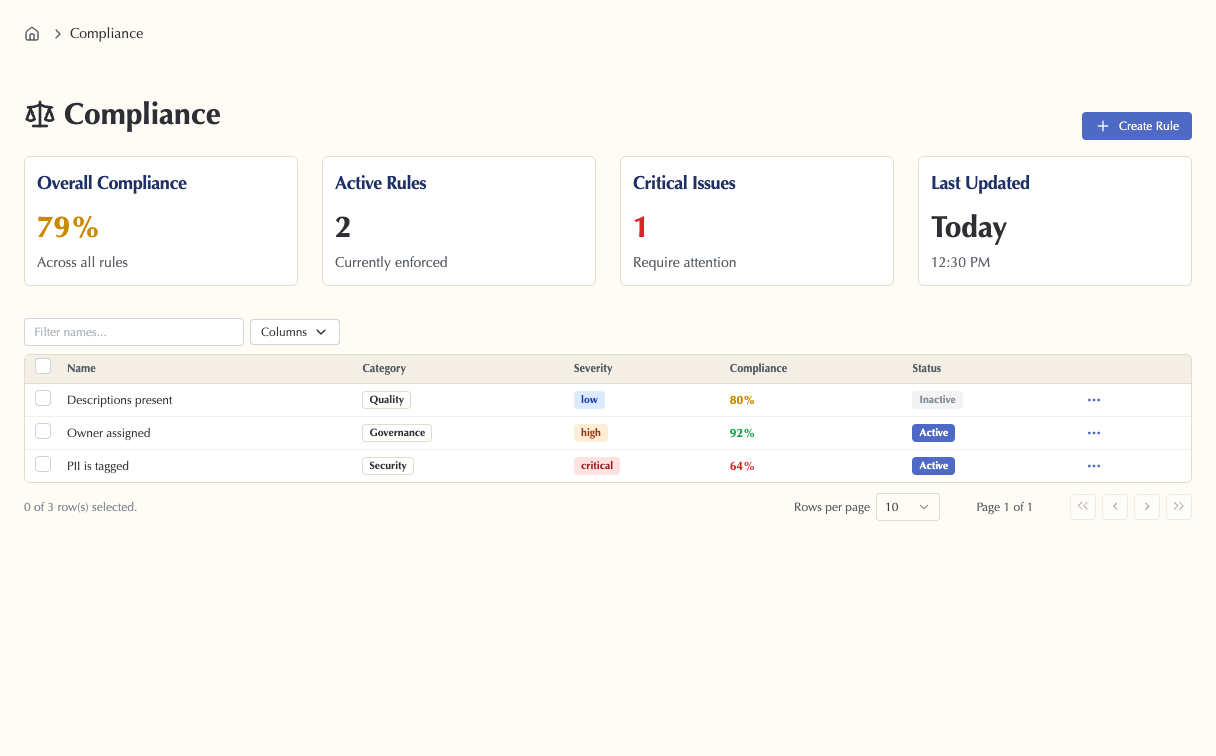 Compliance
Compliance
Create Rule
Overall Compliance
79%
Across all rules
Active Rules
2
Currently enforced
Critical Issues
1
Require attention
Last Updated
Today
12:30 PM
Filter names...
Columns
Name Category Severity Compliance Status
Descriptions present Quality low 80% Inactive
Owner assigned Governance high 92% Active
PII is tagged Security critical 64% Active
0 of 3 row(s) selected.
Rows per page 10 Page 1 of 1